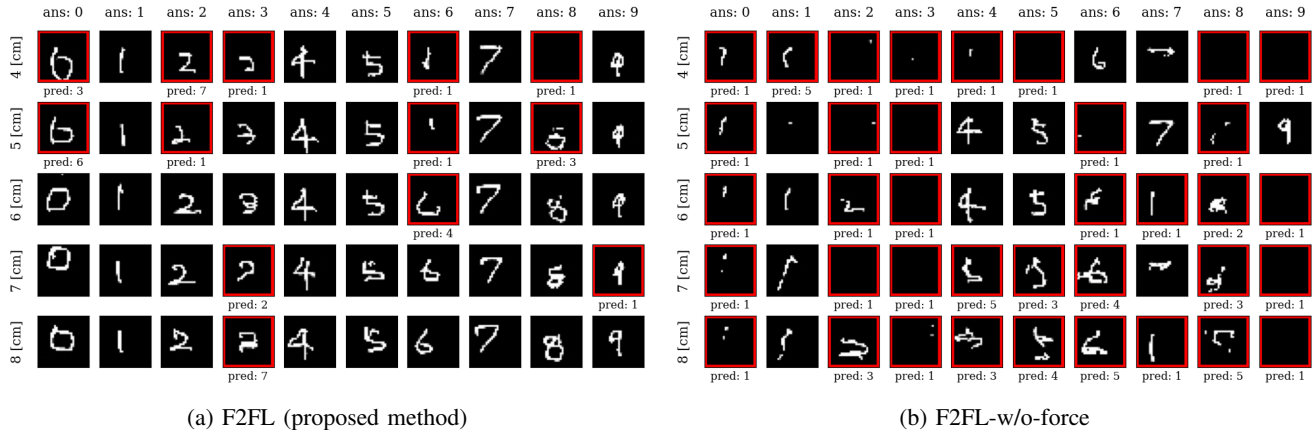 ans: 0 ans: 1 ans: 2 ans: 3 ans: 4 ans: 5 ans: 6 ans: 7 ans: 8 ans: 9
4 [cm]
pred: 3 pred: 7 pred: 1 pred: 1 pred: 1
5 [cm]
pred: 6 pred: 1 pred: 1 pred: 3
6 [cm]
pred: 4
7 [cm]
pred: 2 pred: 1
8 [cm]
pred: 7
(a) F2FL (proposed method)
ans: 0 ans: 1 ans: 2 ans: 3 ans: 4 ans: 5 ans: 6 ans: 7 ans: 8 ans: 9
4 [cm]
pred: 1 pred: 5 pred: 1 pred: 1 pred: 1 pred: 1 pred: 1 pred: 1
5 [cm]
pred: 1 pred: 1 pred: 1 pred: 1 pred: 1
6 [cm]
pred: 1 pred: 1 pred: 1 pred: 1 pred: 1 pred: 2 pred: 1
7 [cm]
pred: 1 pred: 1 pred: 1 pred: 5 pred: 3 pred: 4 pred: 3 pred: 1
8 [cm]
pred: 1 pred: 3 pred: 1 pred: 3 pred: 4 pred: 5 pred: 1 pred: 5 pred: 1
(b) F2FL-w/o-force